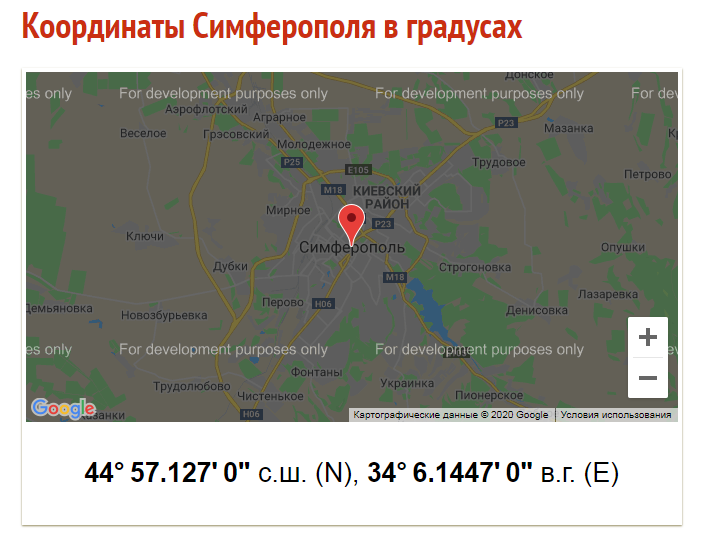 Координаты Симферополя в градусах
Донское
es only For development purposes only For development purposes only For de
Аэрофлотский
Аграрное
Веселое
Грэсовский
P23
Мазанка
Молодежное
P25
E105
Трудовое
Петрово
M18
КИЕВСКИЙ
РАЙОН
Мирное
P23
Ключи
Симферополь
Опушки
Дубки
Строгоновка
M18
Лазаревка
Демьяновка
Новозбурьевка
Перово
H06
Денисовка
+
es only For development purposes only For development purposes only
Фонтаны
−
Трудолюбово
Чистенькое
Украинка
Пионерское
Google
H06
Картографические данные © 2020 Google
Условия использования
44° 57.127' 0" с.ш. (N), 34° 6.1447' 0" в.г. (E)